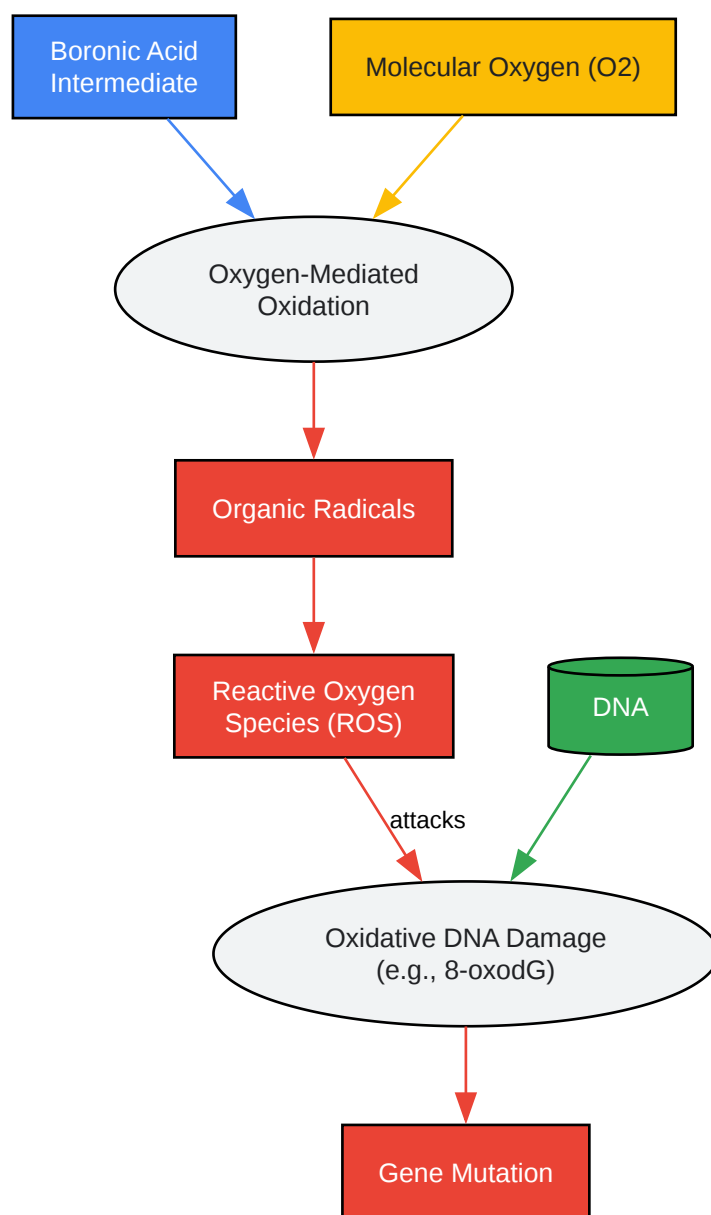 Boronic Acid
Intermediate
Molecular Oxygen (O2)
Oxygen-Mediated
Oxidation
Organic Radicals
Reactive Oxygen
Species (ROS)
DNA
attacks
Oxidative DNA Damage
(e.g., 8-oxodG)
Gene Mutation